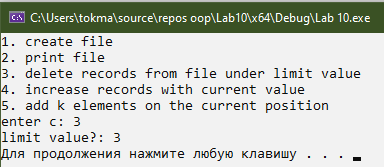 C:\Users\tokma\source\repos oop\Lab10\x64\Debug\Lab 10.exe
1. create file
2. print file
3. delete records from file under limit value
4. increase records with current value
5. add k elements on the current position
enter c: 3
limit value?: 3
Для продолжения нажмите любую клавишу . . .